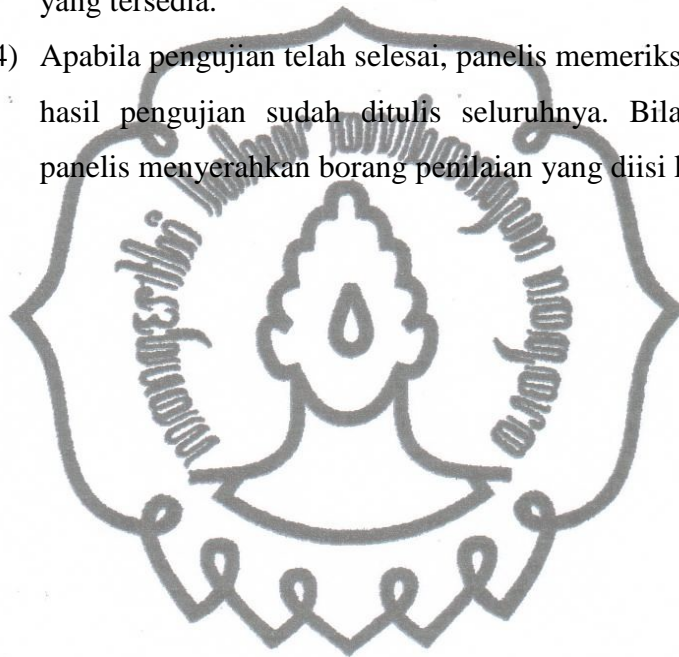 yang tersedia.
4) Apabila pengujian telah selesai, panelis memeriks
hasil pengujian sudah ditulis seluruhnya. Bila
panelis menyerahkan borang penilaian yang diisi